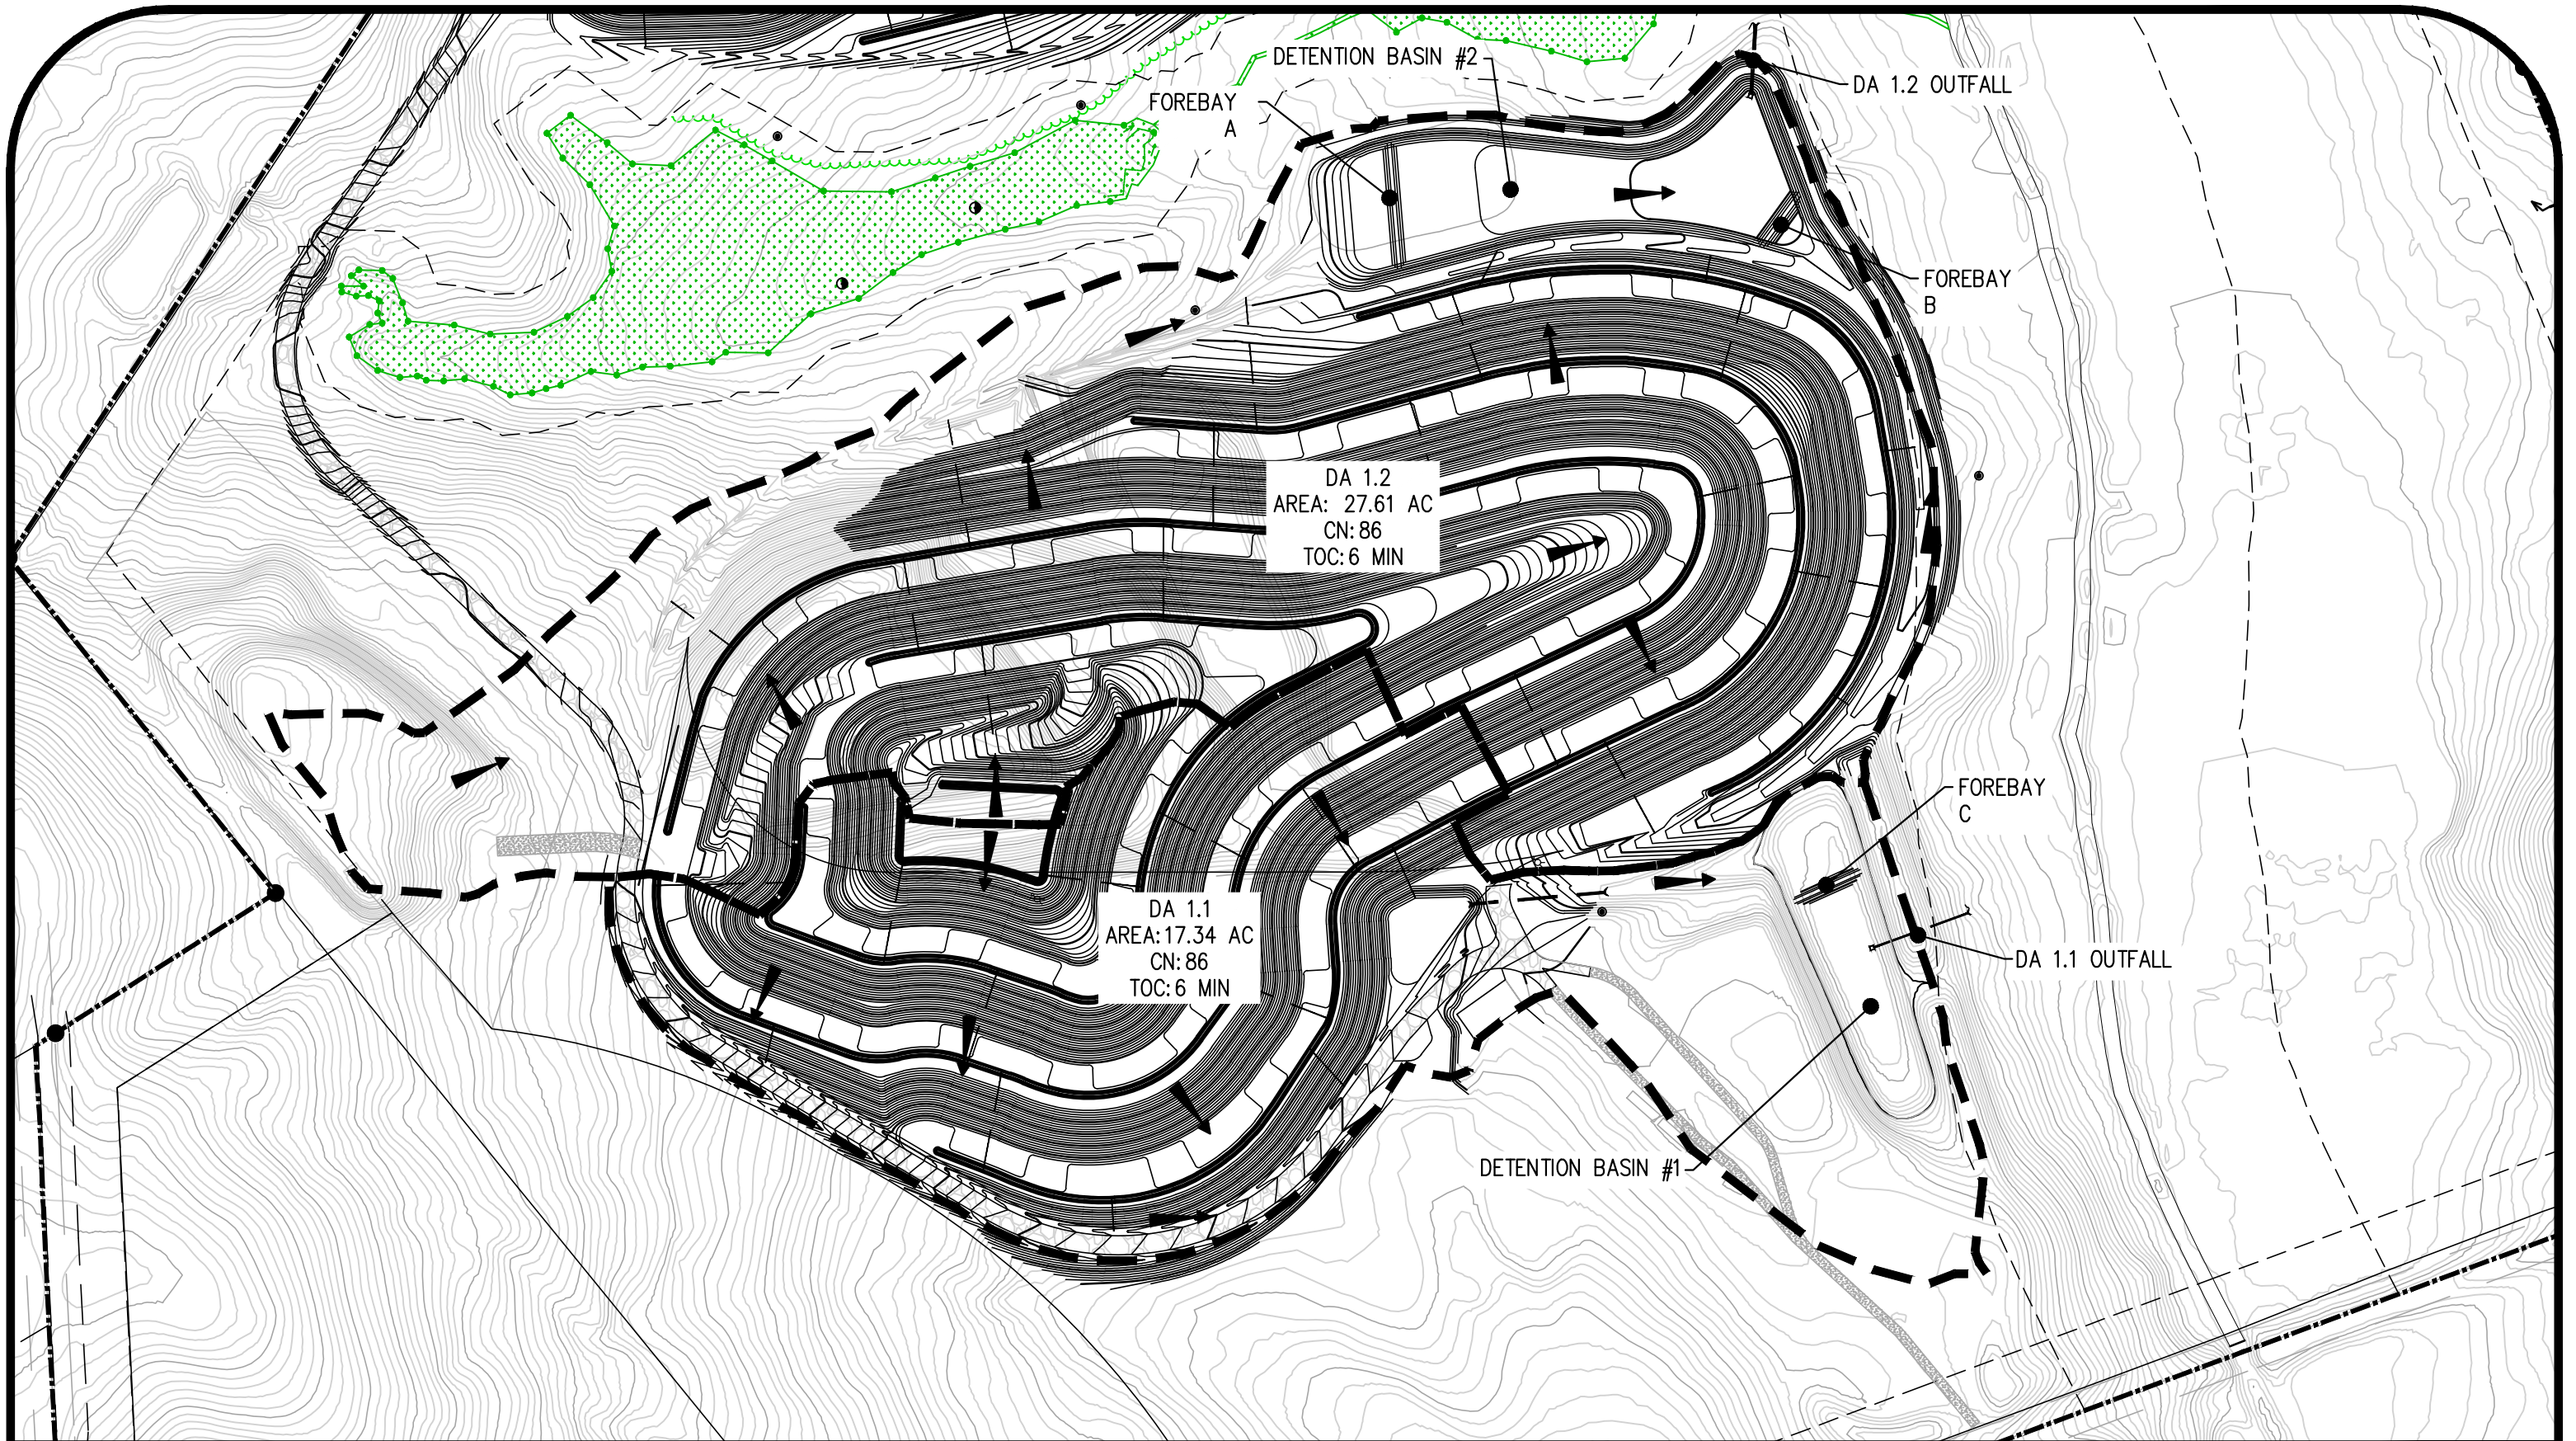 DETENTION BASIN #2
DA 1.2 OUTFALL
FOREBAY
A
FOREBAY
B
DA 1.2
AREA: 27.61 AC
CN: 86
TOC: 6 MIN
FOREBAY
C
DA 1.1
AREA: 17.34 AC
CN: 86
TOC: 6 MIN
DA 1.1 OUTFALL
DETENTION BASIN #1